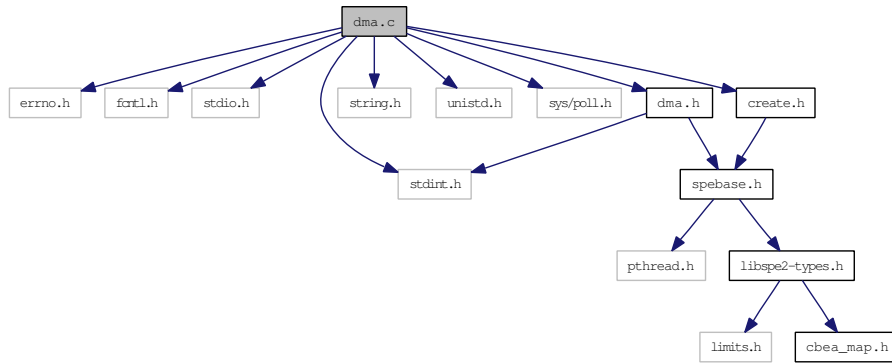 dma.c
errno.h
fcntl.h
stdio.h
string.h
unistd.h
sys/poll.h
dma.h
create.h
stdint.h
spebase.h
pthread.h
libspe2-types.h
limits.h
cbea_map.h